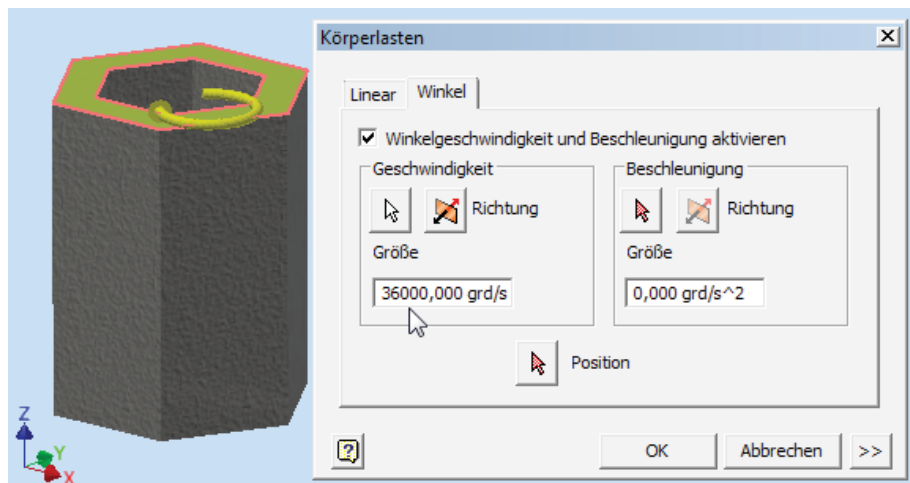 Körperlasten
Linear
Winkel
Winkelgeschwindigkeit und Beschleunigung aktivieren
Geschwindigkeit
Richtung
Größe
36000,000 grd/s
Beschleunigung
Richtung
Größe
0,000 grd/s^2
Position
OK
Abbrechen
>>
Z
Y
X